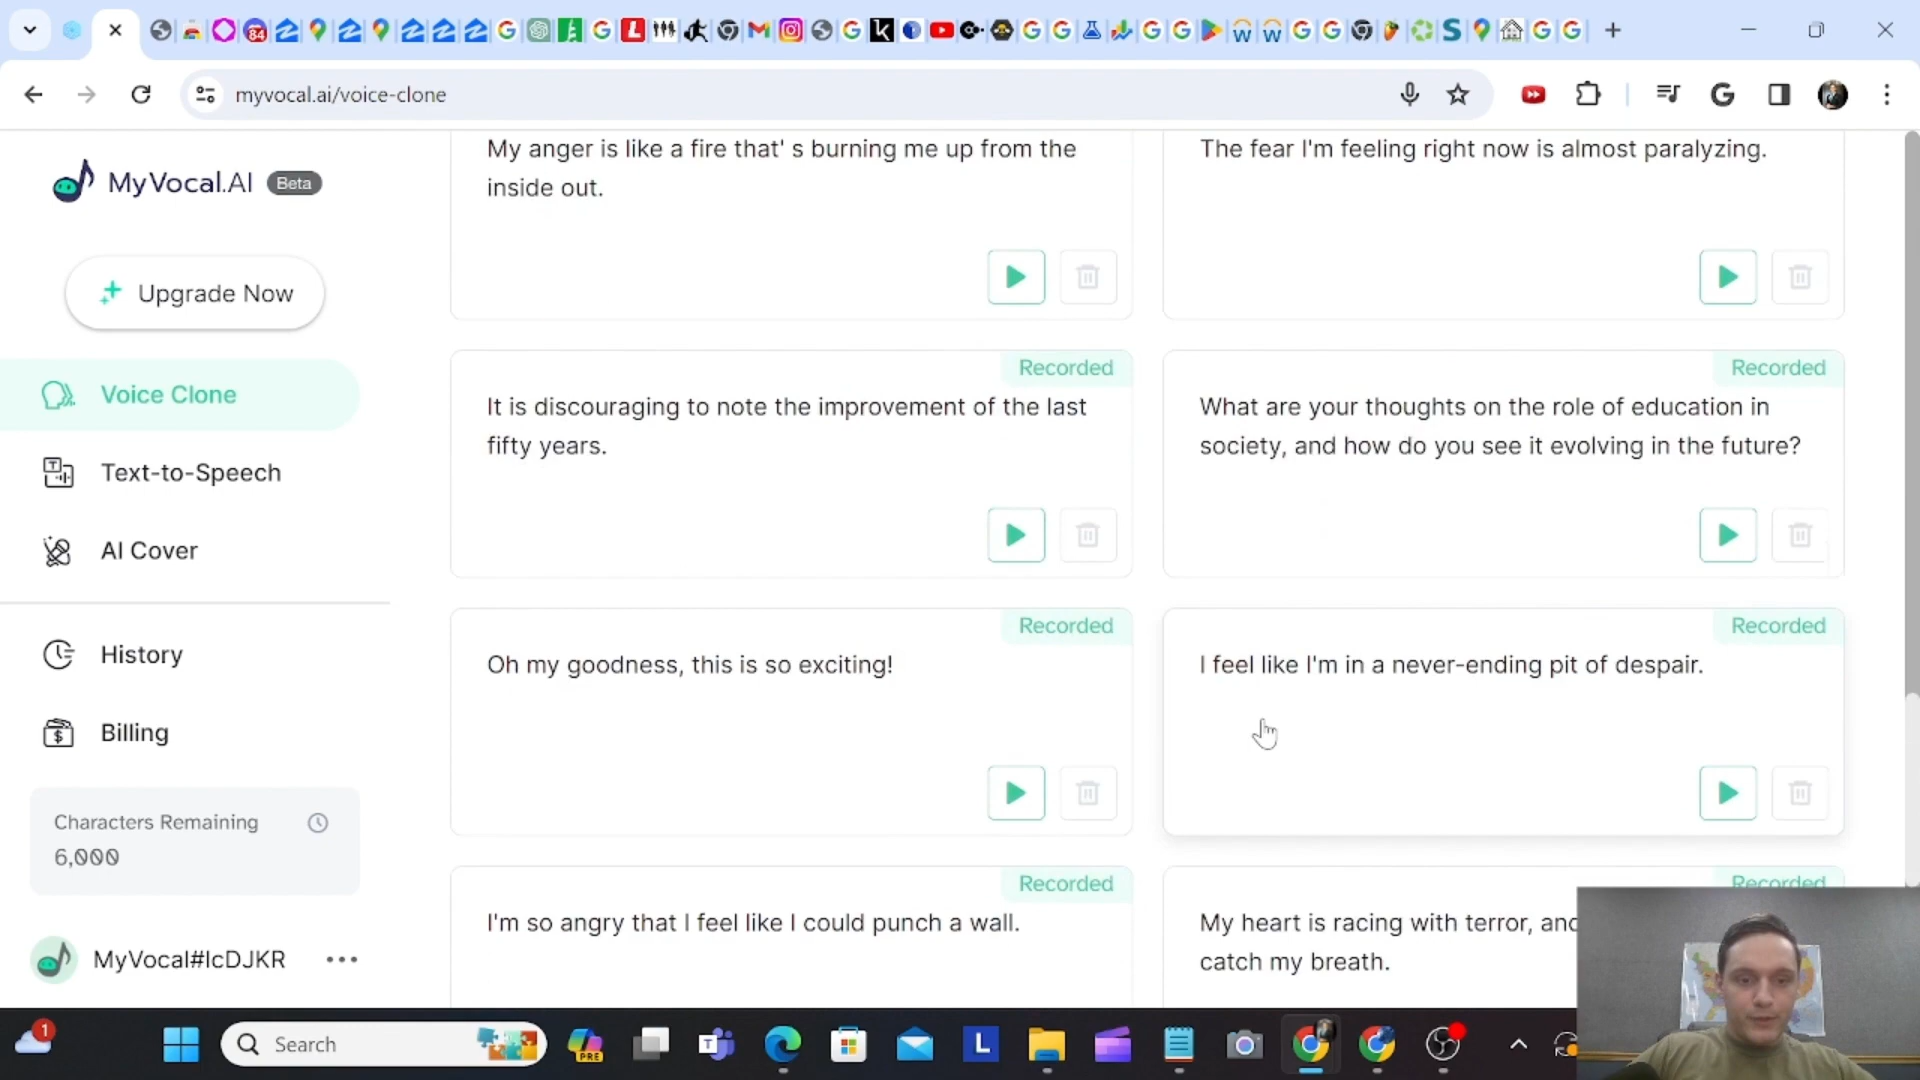 84
myvocal.ai/voice-clone
MyVocal.AI Beta
Upgrade Now
Voice Clone
Text-to-Speech
AI Cover
History
Billing
Characters Remaining
6,000
MyVocal#IcDJKR
My anger is like a fire that' s burning me up from the
inside out.
The fear I'm feeling right now is almost paralyzing.
Recorded
It is discouraging to note the improvement of the last
fifty years.
Recorded
What are your thoughts on the role of education in
society, and how do you see it evolving in the future?
Recorded
Oh my goodness, this is so exciting!
Recorded
I feel like I'm in a never-ending pit of despair.
Recorded
I'm so angry that I feel like I could punch a wall.
Recorded
My heart is racing with terror, and
catch my breath.
1
Search
PRE
L